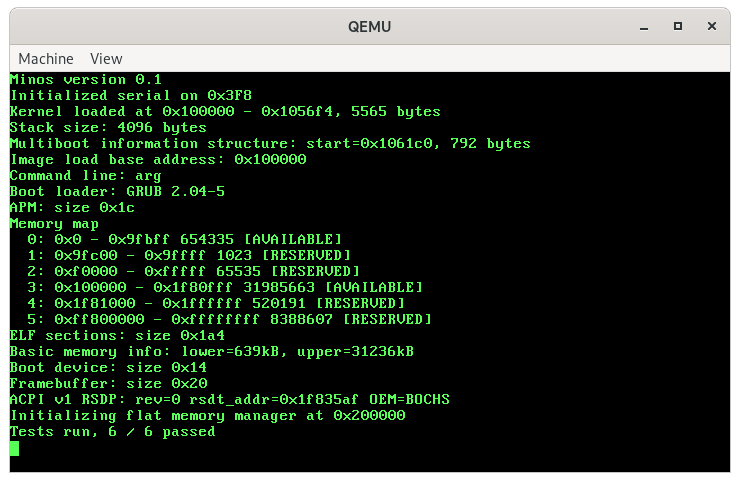 QEMU
Machine View
Minos version 0.1
Initialized serial on 0x3F8
Kernel loaded at 0x100000 - 0x1056f4, 5565 bytes
Stack size: 4096 bytes
Multiboot information structure: start=0x1061c0, 792 bytes
Image load base address: 0x100000
Command line: arg
Boot loader: GRUB 2.04-5
APM: size 0x1c
Memory map
  0: 0x0 - 0x9fbff 654335 [AVAILABLE]
  1: 0x9fc00 - 0x9ffff 1023 [RESERVED]
  2: 0xf0000 - 0xfffff 65535 [RESERVED]
  3: 0x100000 - 0x1f80fff 31985663 [AVAILABLE]
  4: 0x1f81000 - 0x1ffffff 520191 [RESERVED]
  5: 0xff800000 - 0xffffffff 8388607 [RESERVED]
ELF sections: size 0x1a4
Basic memory info: lower=639kB, upper=31236kB
Boot device: size 0x14
Framebuffer: size 0x20
ACPI v1 RSDP: rev=0 rsdt_addr=0x1f835af OEM=BOCHS
Initializing flat memory manager at 0x200000
Tests run, 6 / 6 passed